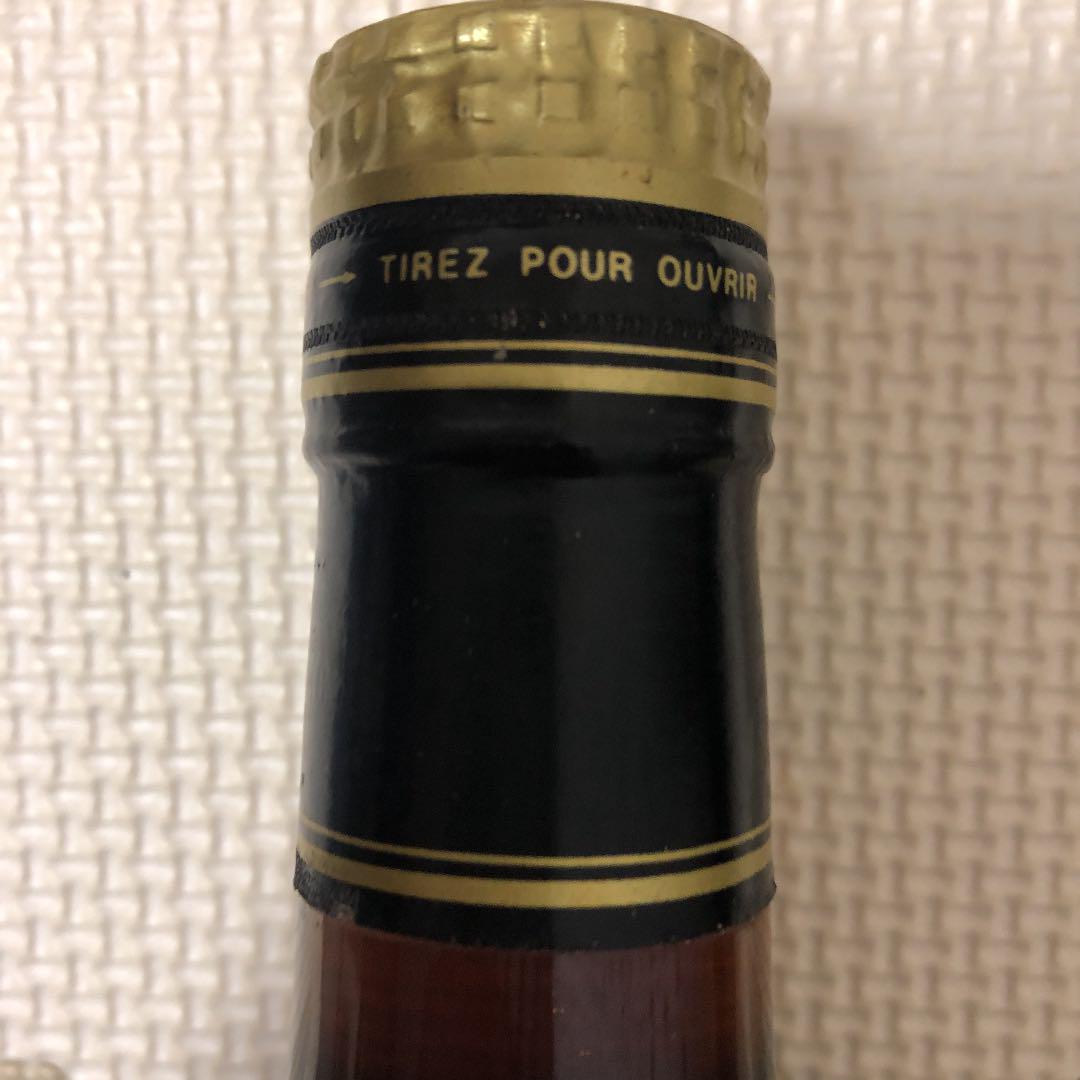 → TIREZ POUR OUVRIR →